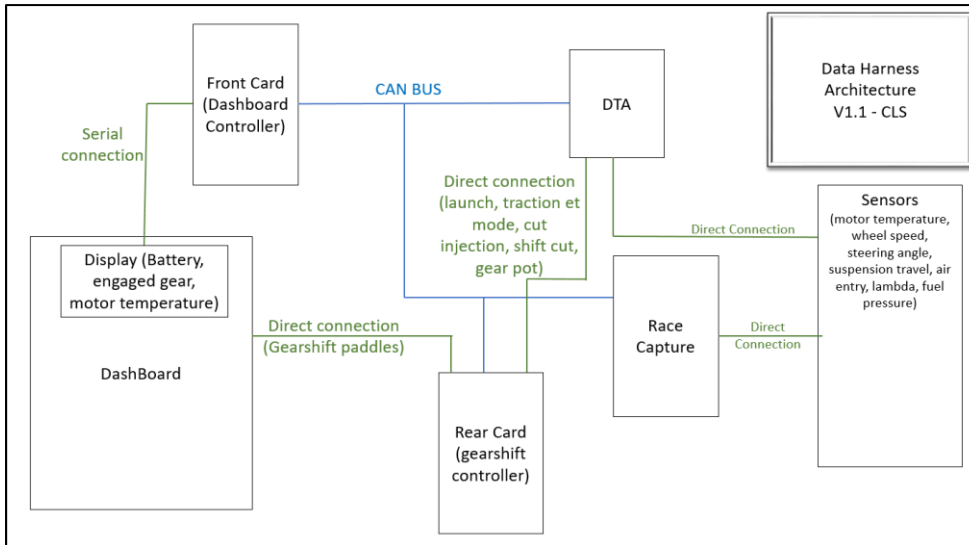 Front Card
(Dashboard
Controller)
CAN BUS
DTA
Data Harness
Architecture
V1.1 - CLS
Serial
connection
Direct connection
(launch, traction et
mode, cut
injection, shift cut,
gear pot)
Direct Connection
Sensors
(motor temperature,
wheel speed,
steering angle,
suspension travel, air
entry, lambda, fuel
pressure)
Display (Battery,
engaged gear,
motor temperature)
DashBoard
Direct connection
(Gearshift paddles)
Race
Capture
Direct
Connection
Rear Card
(gearshift
controller)